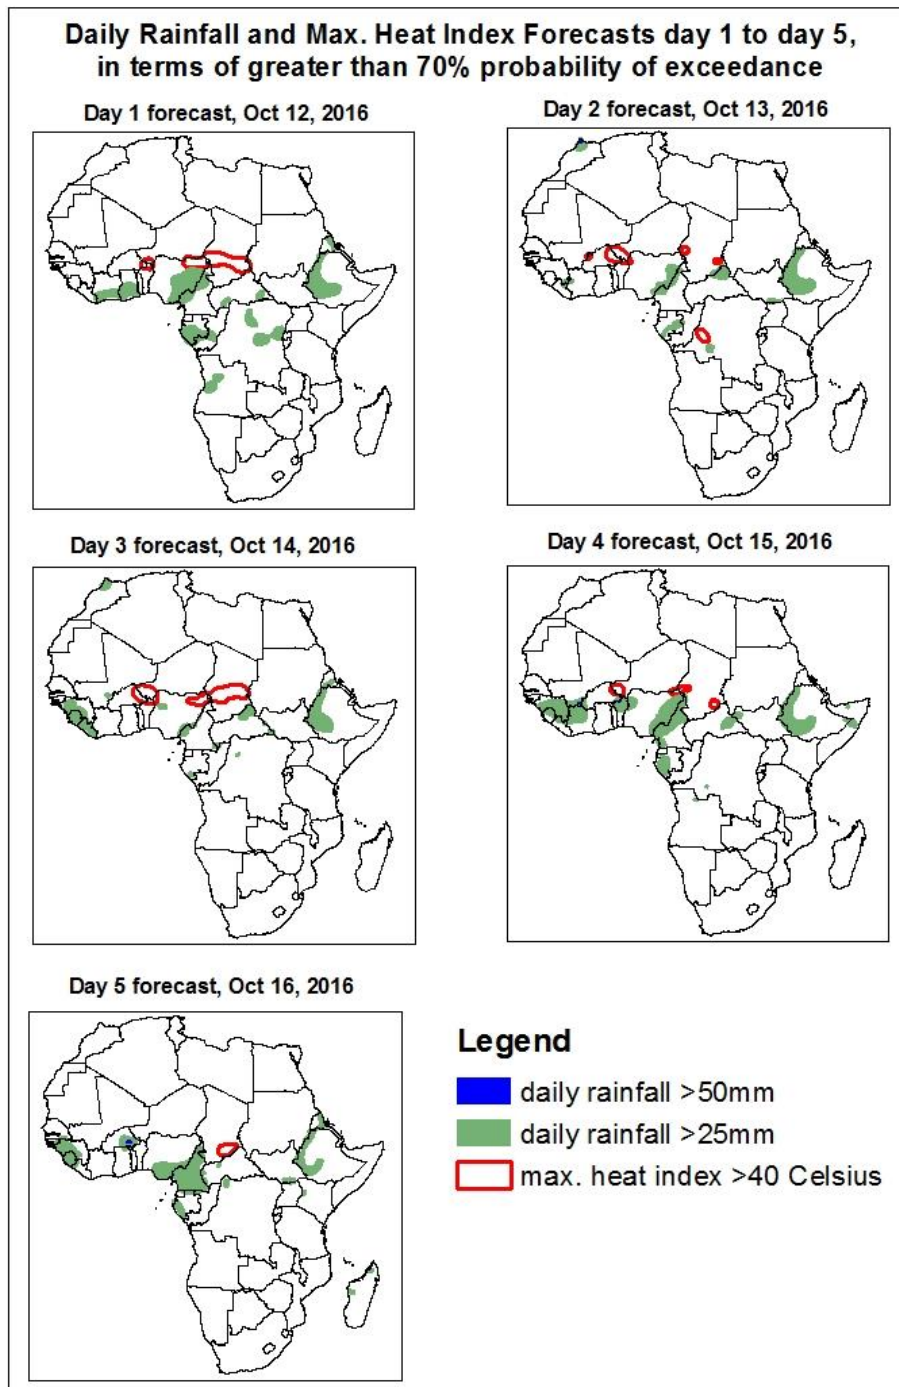 Daily Rainfall and Max. Heat Index Forecasts day 1 to day 5,
in terms of greater than 70% probability of exceedance
Day 1 forecast, Oct 12, 2016
Day 2 forecast, Oct 13, 2016
Day 3 forecast, Oct 14, 2016
Day 4 forecast, Oct 15, 2016
Day 5 forecast, Oct 16, 2016
Legend
daily rainfall >50mm
daily rainfall >25mm
max. heat index >40 Celsius